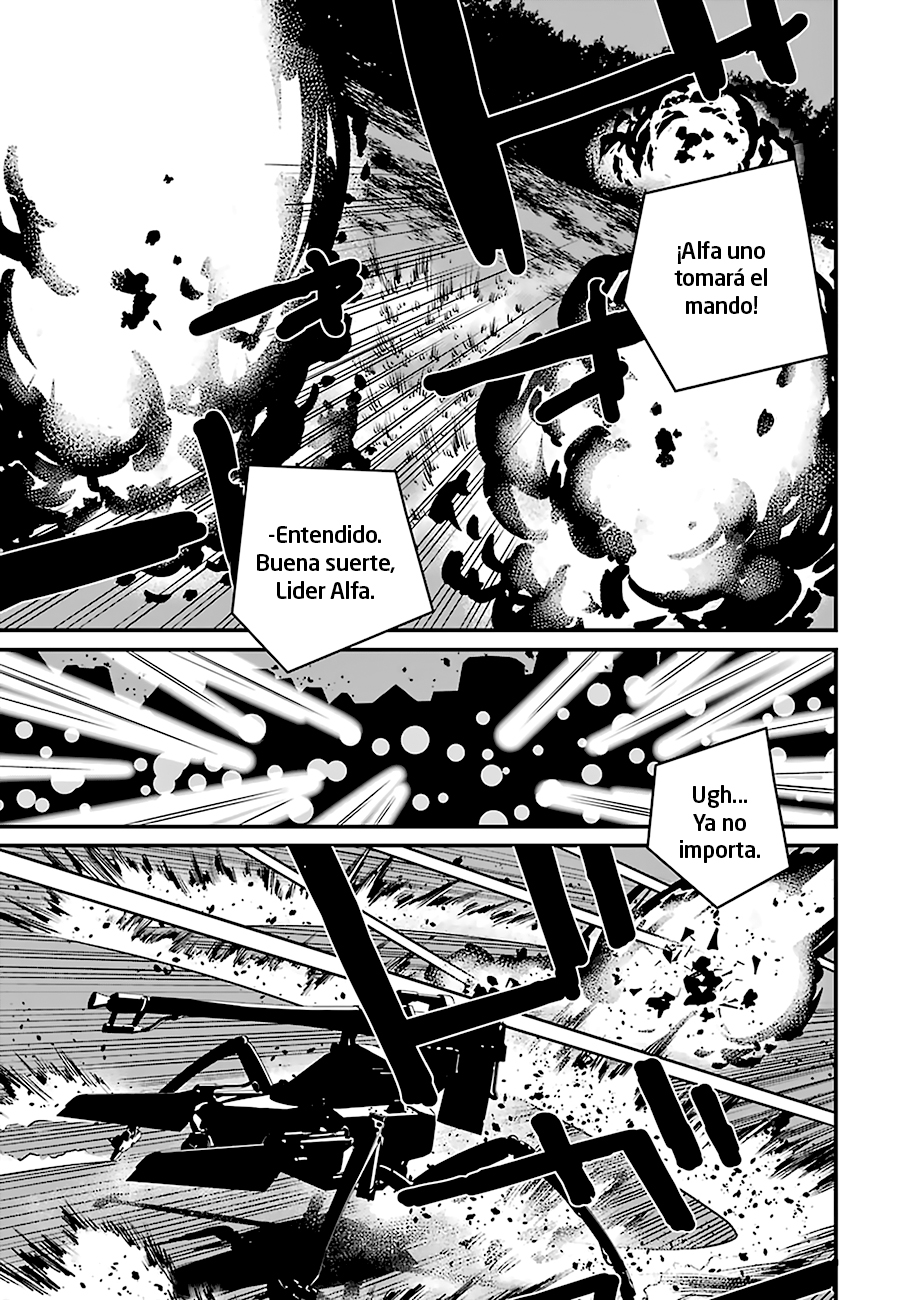 ¡Alfa uno
tomará el
mando!
-Entendido.
Buena suerte,
Lider Alfa.
Ugh...
Ya no
importa.